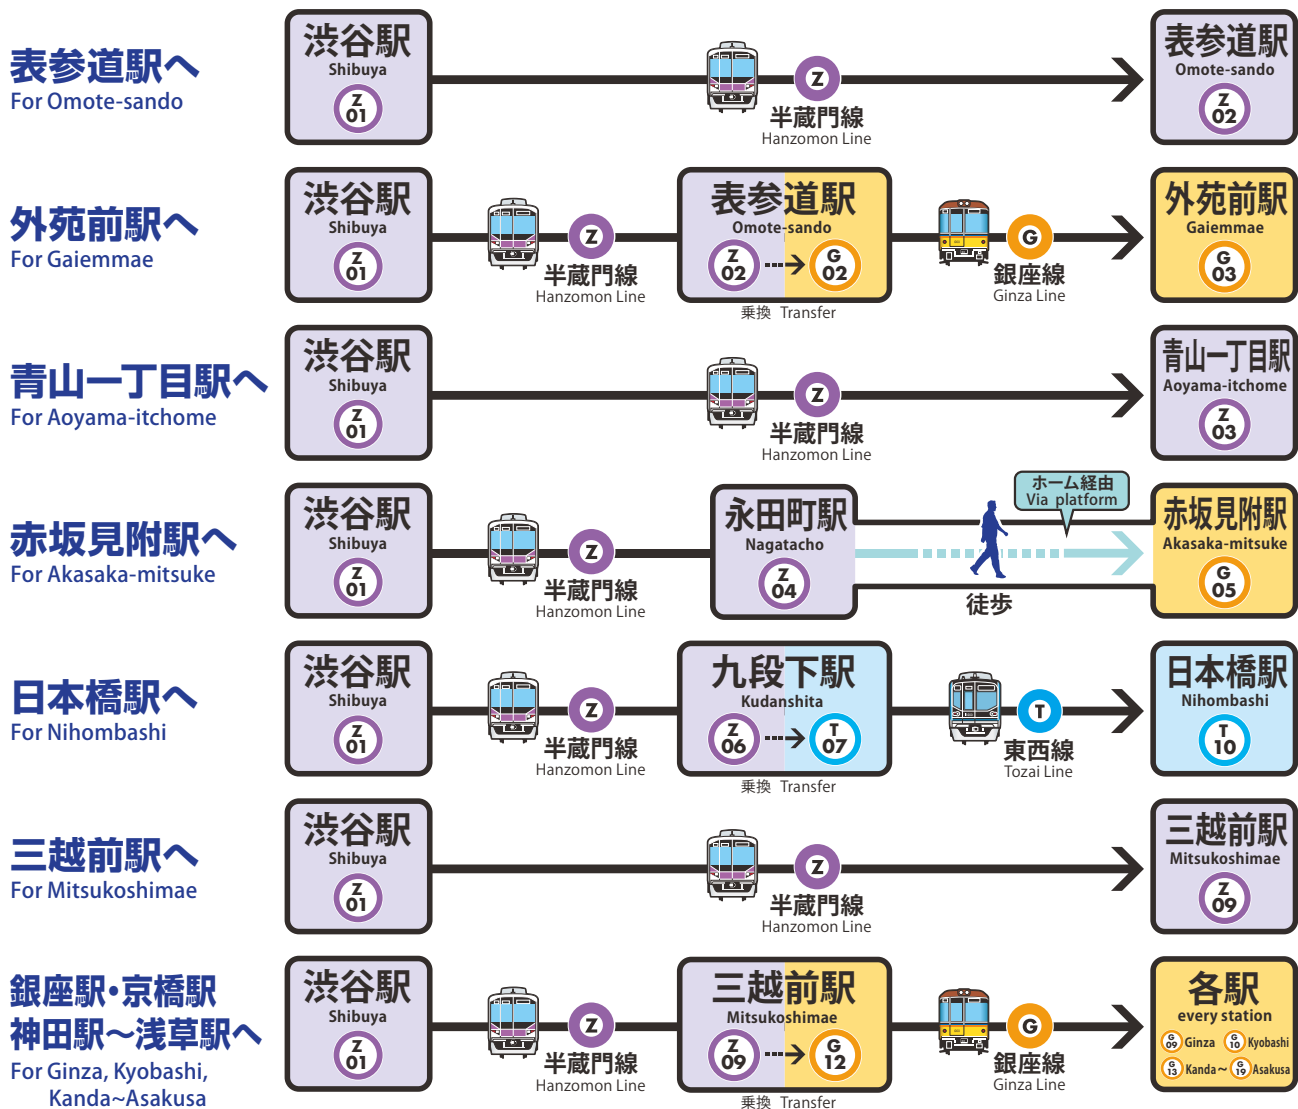 表参道駅へ
For Omote-sando
渋谷駅
Shibuya
Z
01
Z
半蔵門線
Hanzomon Line
表参道駅
Omote-sando
Z
02
外苑前駅へ
For Gaiemmae
渋谷駅
Shibuya
Z
01
Z
半蔵門線
Hanzomon Line
表参道駅
Omote-sando
Z
02
G
02
乗換 Transfer
G
銀座線
Ginza Line
外苑前駅
Gaiemmae
G
03
青山一丁目駅へ
For Aoyama-itchome
渋谷駅
Shibuya
Z
01
Z
半蔵門線
Hanzomon Line
青山一丁目駅
Aoyama-itchome
Z
03
赤坂見附駅へ
For Akasaka-mitsuke
渋谷駅
Shibuya
Z
01
Z
半蔵門線
Hanzomon Line
永田町駅
Nagatacho
Z
04
ホーム経由
Via platform
徒歩
赤坂見附駅
Akasaka-mitsuke
G
05
日本橋駅へ
For Nihombashi
渋谷駅
Shibuya
Z
01
Z
半蔵門線
Hanzomon Line
九段下駅
Kudanshita
Z
06
T
07
乗換 Transfer
T
東西線
Tozai Line
日本橋駅
Nihombashi
T
10
三越前駅へ
For Mitsukoshimae
渋谷駅
Shibuya
Z
01
Z
半蔵門線
Hanzomon Line
三越前駅
Mitsukoshimae
Z
09
銀座駅・京橋駅
神田駅～浅草駅へ
For Ginza, Kyobashi,
Kanda~Asakusa
渋谷駅
Shibuya
Z
01
Z
半蔵門線
Hanzomon Line
三越前駅
Mitsukoshimae
Z
09
G
12
乗換 Transfer
G
銀座線
Ginza Line
各駅
every station
G
09
Ginza
G
10
Kyobashi
G
13
Kanda～
G
19
Asakusa